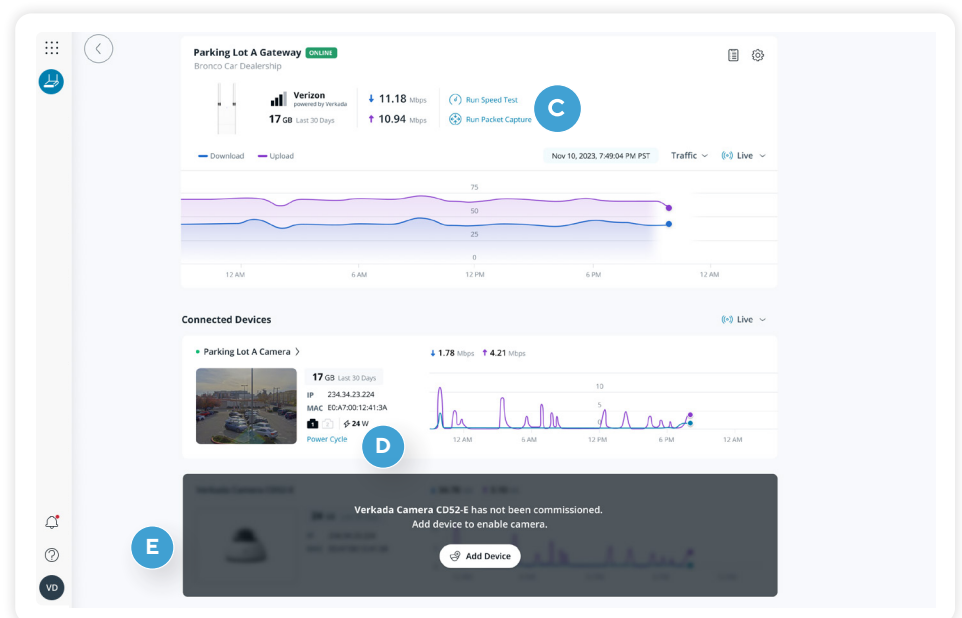 Parking Lot A Gateway ONLINE
Bronco Car Dealership
Verizon
powered by Verkada
17 GB Last 30 Days
↓ 11.18 Mbps
↑ 10.94 Mbps
Run Speed Test
Run Packet Capture
C
Download Upload
Nov 10, 2023, 7:49:04 PM PST Traffic Live
75
50
25
0
12 AM 6 AM 12 PM 6 PM 12 AM
Connected Devices Live
Parking Lot A Camera
17 GB Last 30 Days
IP 234.34.23.224
MAC E0:A7:00:12:41:3A
1 2 24 W
Power Cycle
D
↓ 1.78 Mbps ↑ 4.21 Mbps
10
5
0
12 AM 6 AM 12 PM 6 PM 12 AM
Verkada Camera CD52-E
Verkada Camera CD52-E has not been commissioned.
Add device to enable camera.
Add Device
E
VD